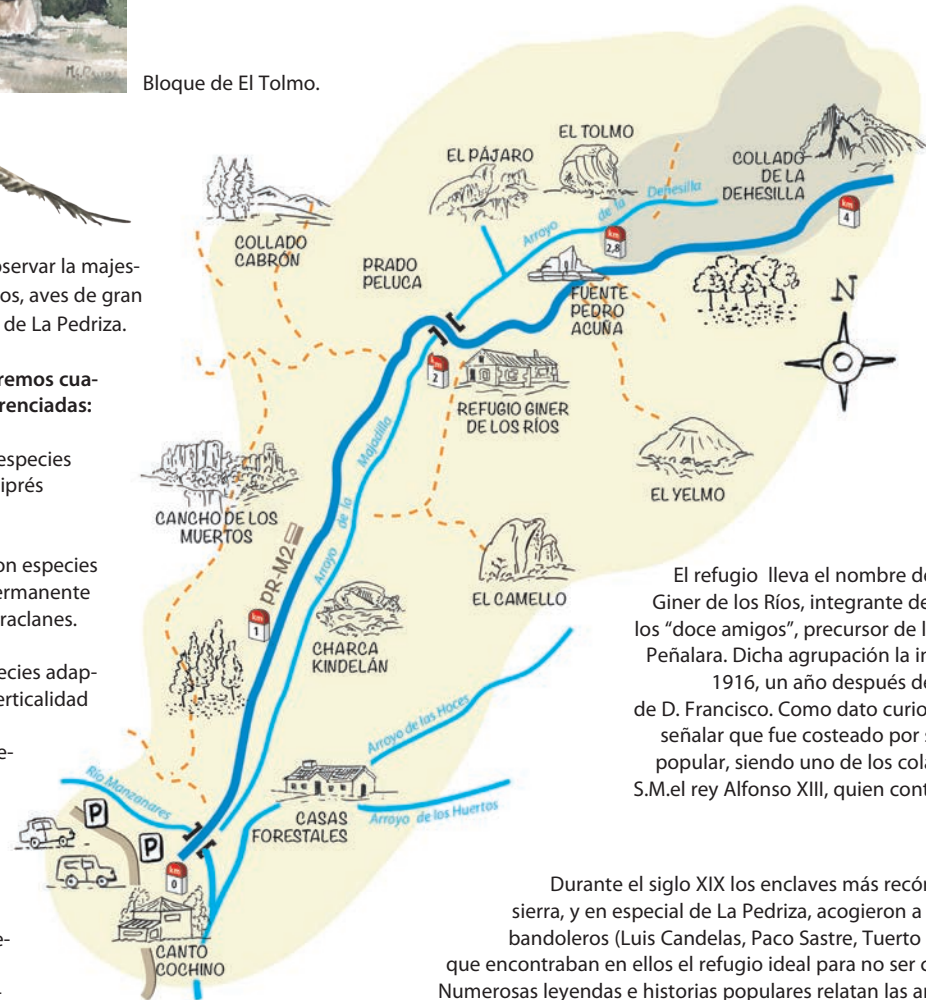 Bloque de El Tolmo.
EL TOLMO
EL PÁJARO
COLLADO
DE LA
DEHESILLA
Arroyo de la Dehesilla
km
4
COLLADO
CABRÓN
PRADO
PELUCA
km
2,8
FUENTE
PEDRO
ACUÑA
N
km
2
REFUGIO GINER
DE LOS RÍOS
Arroyo de la Majadilla
EL YELMO
CANCHO DE LOS
MUERTOS
PR-M2
EL CAMELLO
km
1
CHARCA
KINDELÁN
Arroyo de las Hoces
Río Manzanares
CASAS
FORESTALES
Arroyo de los Huertos
P
P
km
0
CANTO
COCHINO
bservar la majes-
os, aves de gran
de La Pedriza.
remos cua-
renciadas:
especies
iprés
on especies
ermanente
raclanes.
ecies adap-
erticalidad
e-
e-
El refugio lleva el nombre de
Giner de los Ríos, integrante de
los “doce amigos”, precursor de l
Peñalara. Dicha agrupación la in
1916, un año después de
de D. Francisco. Como dato curio
señalar que fue costeado por s
popular, siendo uno de los cola
S.M.el rey Alfonso XIII, quien cont
Durante el siglo XIX los enclaves más recón
sierra, y en especial de La Pedriza, acogieron a
bandoleros (Luis Candelas, Paco Sastre, Tuerto
que encontraban en ellos el refugio ideal para no ser
Numerosas leyendas e historias populares relatan las